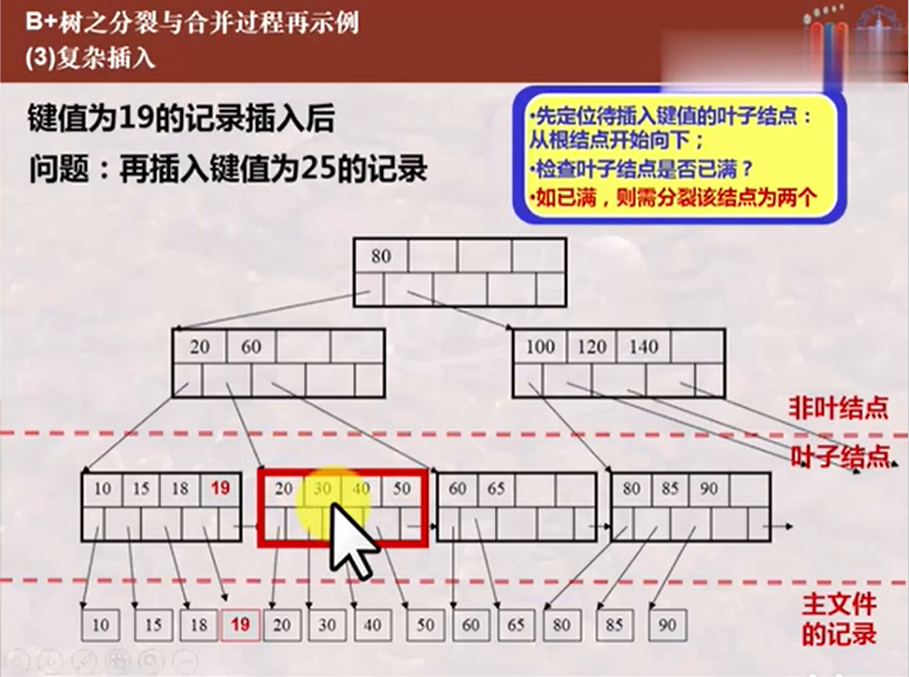 B+树之分裂与合并过程再示例
(3)复杂插入
键值为19的记录插入后
问题：再插入键值为25的记录
•先定位待插入键值的叶子结点：
从根结点开始向下；
•检查叶子结点是否已满？
•如已满，则需分裂该结点为两个
80
20 60
100 120 140
非叶结点
叶子结点
10 15 18 19
20 30 40 50
60 65
80 85 90
主文件
的记录
10 15 18 19 20 30 40 50 60 65 80 85 90